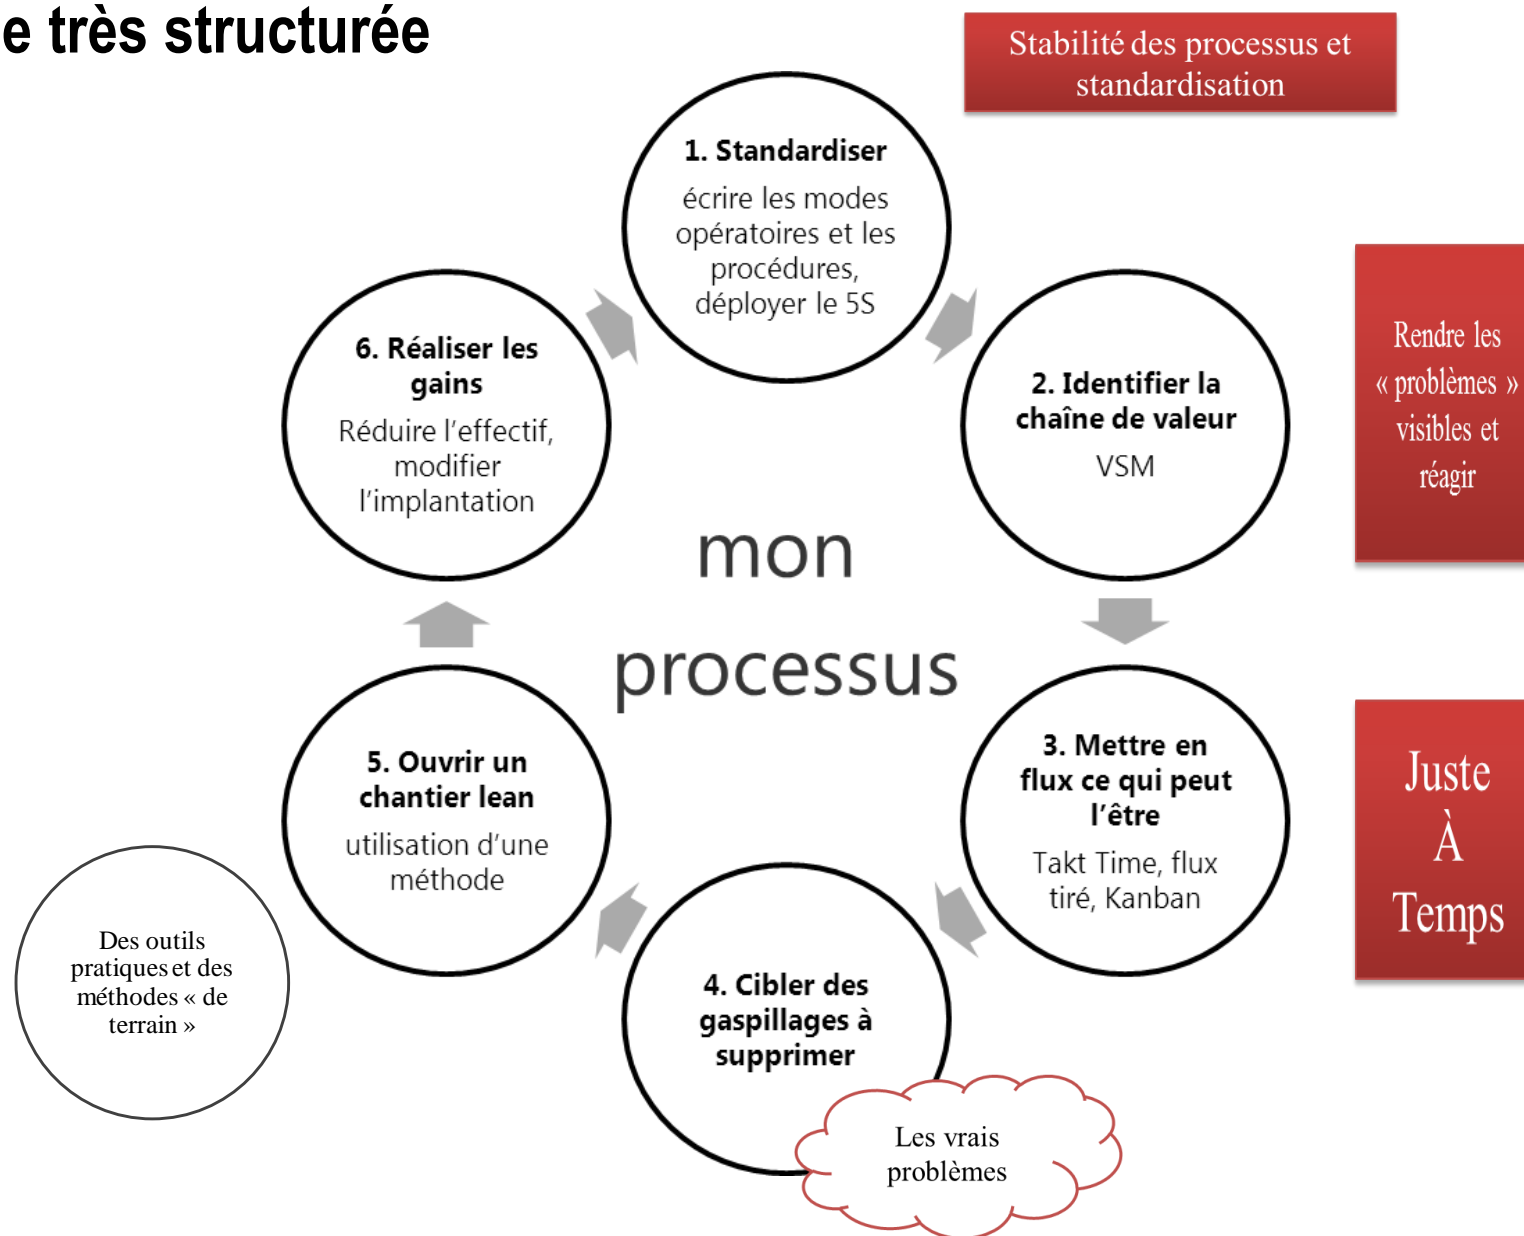 e très structurée
Stabilité des processus et
standardisation
1. Standardiser
écrire les modes
opératoires et les
procédures,
déployer le 5S
Rendre les
« problèmes »
visibles et
réagir
2. Identifier la
chaîne de valeur
VSM
6. Réaliser les
gains
Réduire l'effectif,
modifier
l'implantation
mon
processus
3. Mettre en
flux ce qui peut
l'être
Takt Time, flux
tiré, Kanban
Juste
À
Temps
5. Ouvrir un
chantier lean
utilisation d'une
méthode
Des outils
pratiques et des
méthodes « de
terrain »
4. Cibler des
gaspillages à
supprimer
Les vrais
problèmes